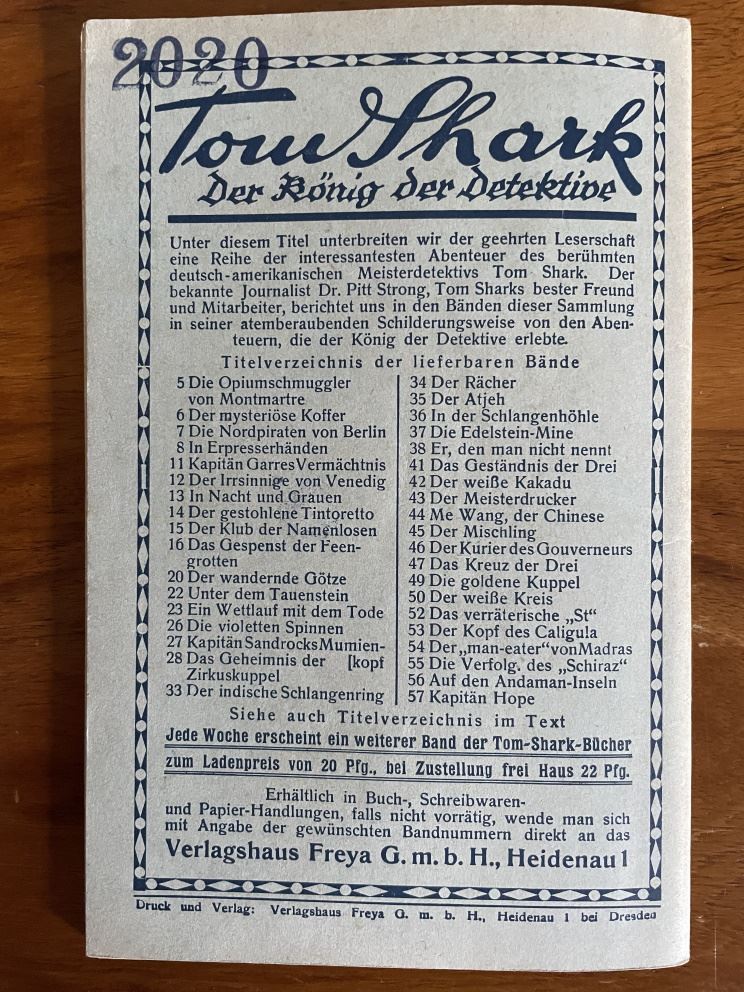 2020
Tom Shark
Der König der Detektive
Unter diesem Titel unterbreiten wir der geehrten Leserschaft
eine Reihe der interessantesten Abenteuer des berühmten
deutsch-amerikanischen Meisterdetektivs Tom Shark. Der
bekannte Journalist Dr. Pitt Strong, Tom Sharks bester Freund
und Mitarbeiter, berichtet uns in den Bänden dieser Sammlung
in seiner atemberaubenden Schilderungsweise von den Aben-
teuern, die der König der Detektive erlebte.
Titelverzeichnis der lieferbaren Bände
5 Die Opiumschmuggler
von Montmartre
6 Der mysteriöse Koffer
7 Die Nordpiraten von Berlin
8 In Erpresserhänden
11 Kapitän Garres Vermächtnis
12 Der Irrsinnige von Venedig
13 In Nacht und Grauen
14 Der gestohlene Tintoretto
15 Der Klub der Namenlosen
16 Das Gespenst der Feen-
grotten
20 Der wandernde Götze
22 Unter dem Tauenstein
23 Ein Wettlauf mit dem Tode
26 Die violetten Spinnen
27 Kapitän Sandrocks Mumien-
28 Das Geheimnis der [kopf
Zirkuskuppel
33 Der indische Schlangenring
34 Der Rächer
35 Der Atjeh
36 In der Schlangenhöhle
37 Die Edelstein-Mine
38 Er, den man nicht nennt
41 Das Geständnis der Drei
42 Der weiße Kakadu
43 Der Meisterdrucker
44 Me Wang, der Chinese
45 Der Mischling
46 Der Kurier des Gouverneurs
47 Das Kreuz der Drei
49 Die goldene Kuppel
50 Der weiße Kreis
52 Das verräterische „St“
53 Der Kopf des Caligula
54 Der „man-eater“ von Madras
55 Die Verfolg. des „Schiraz“
56 Auf den Andaman-Inseln
57 Kapitän Hope
Siehe auch Titelverzeichnis im Text
Jede Woche erscheint ein weiterer Band der Tom-Shark-Bücher
zum Ladenpreis von 20 Pfg., bei Zustellung frei Haus 22 Pfg.
Erhältlich in Buch-, Schreibwaren-
und Papier-Handlungen, falls nicht vorrätig, wende man sich
mit Angabe der gewünschten Bandnummern direkt an das
Verlagshaus Freya G. m. b. H., Heidenau 1
Druck und Verlag: Verlagshaus Freya G. m. b. H., Heidenau 1 bei Dresden